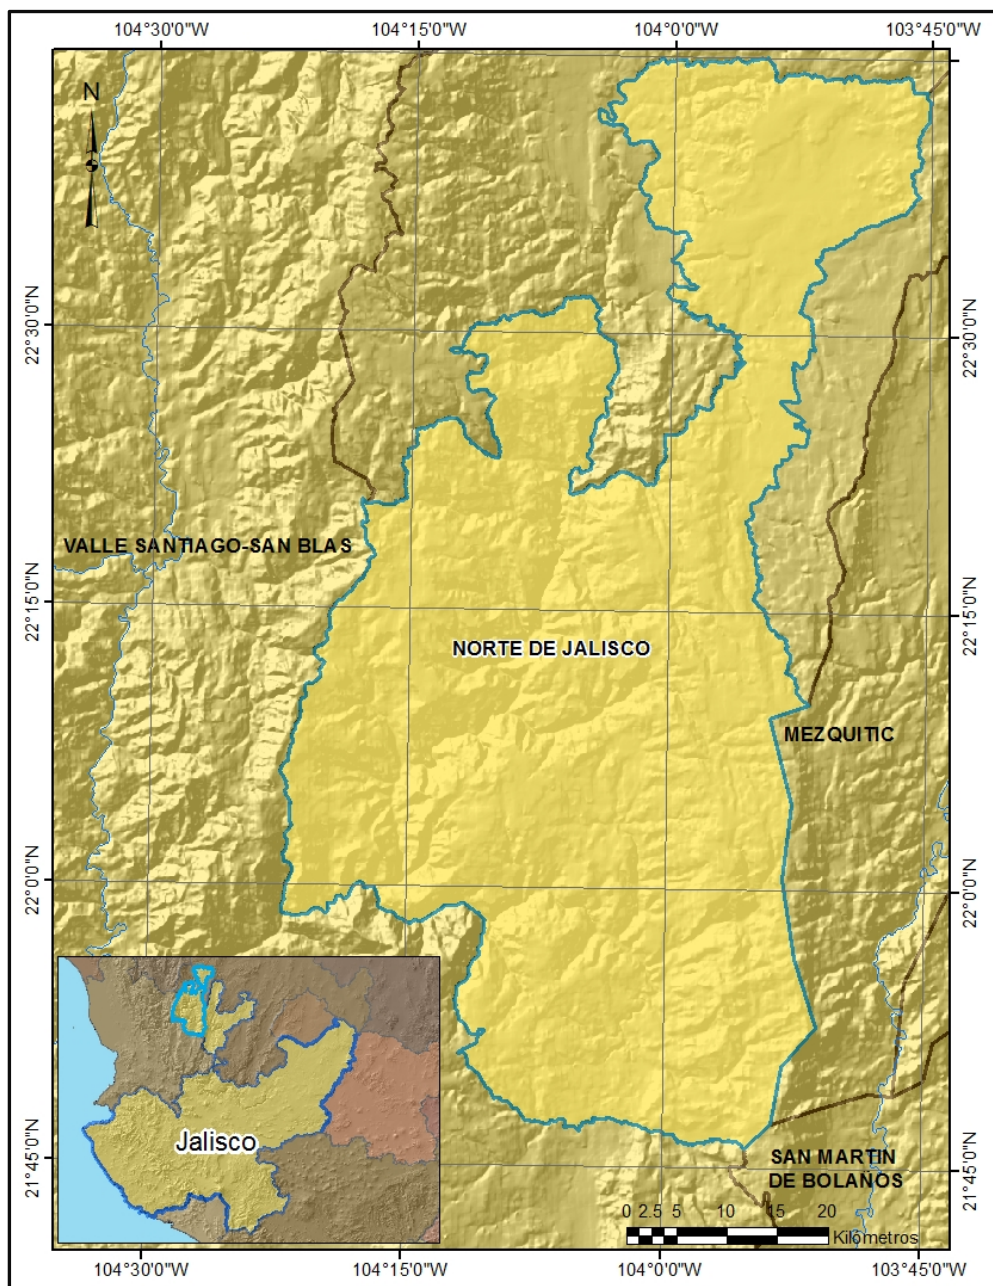 104°30'0"W 104°15'0"W 104°0'0"W 103°45'0"W
N
22°30'0"N 22°30'0"N
VALLE SANTIAGO-SAN BLAS
22°15'0"N 22°15'0"N
NORTE DE JALISCO
MEZQUITIC
22°0'0"N 22°0'0"N
Jalisco
21°45'0"N 21°45'0"N
SAN MARTIN
DE BOLAÑOS
0 2.5 5 10 15 20
Kilómetros
104°30'0"W 104°15'0"W 104°0'0"W 103°45'0"W